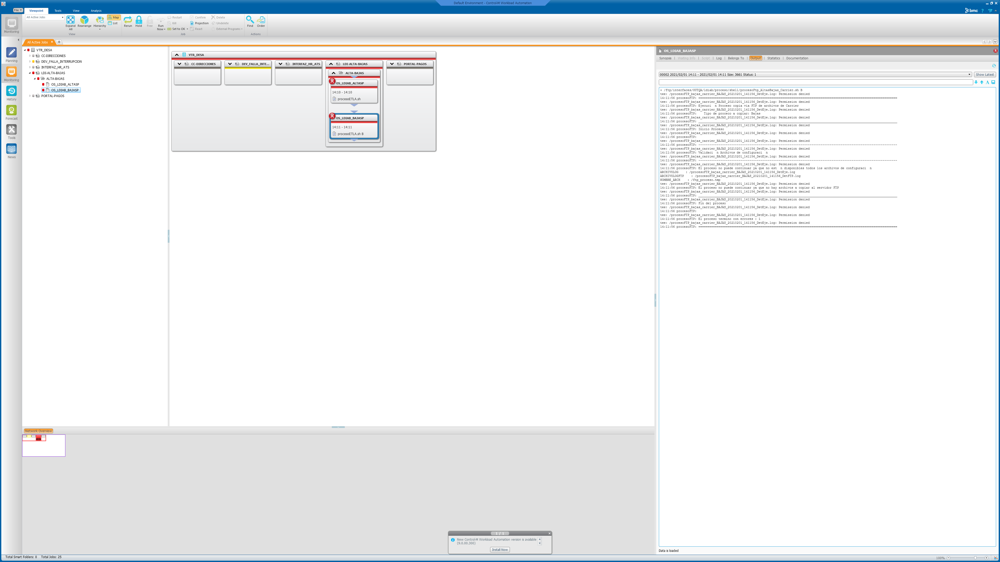 Default Environment - Control-M Workload Automation
File
Viewpoint
Tools
View
Analysis
bmc
?
Monitoring
All Active Jobs
Expand All
Rearrange
Hierarchy
Map
List
View
Rerun
Hold
Free
Run Now
Restart
Kill
Set to OK
Confirm
Projection
React
Delete
Undelete
External Programs
Job
Find
Order
Actions
All Active Jobs
Planning
Monitoring
History
Forecast
Tools
News
VTR_DESA
CC-DIRECCIONES
DEV_FALLA_INTERRUPCION
INTERFAZ_HR_ATS
LDI-ALTA-BAJAS
ALTA-BAJAS
OS_LDIAB_ALTASP
OS_LDIAB_BAJASP
PORTAL-PAGOS
VTR_DESA
CC-DIRECCIONES
DEV_FALLA_INTE...
INTERFAZ_HR_ATS
LDI-ALTA-BAJAS
PORTAL-PAGOS
ALTA-BAJAS
OS_LDIAB_ALTASP
14:10 - 14:10
procesoETLA.sh
OS_LDIAB_BAJASP
14:11 - 14:11
procesoETLA.sh B
OS_LDIAB_BAJASP
Synopsis | Waiting Info | Script | Log | Belongs To | Output | Statistics | Documentation
00002 2021/02/01 14:11 - 2021/02/01 14:11 Size: 3661 Status: 1
Show Latest
A
+ /ftp/interfaces/OUTQA/ldiab/proceso/shell/procesoFtp_AltasBajas_Carrier.sh B
tee: /procesoFTP_bajas_carrier_BAJAS_20210201_141156_DetEje.log: Permission denied
14:11:56 procesoFTP: =============================================================================================================
tee: /procesoFTP_bajas_carrier_BAJAS_20210201_141156_DetEje.log: Permission denied
14:11:56 procesoFTP: Ejecuci  n Proceso copia via FTP de archivos de Carrier
tee: /procesoFTP_bajas_carrier_BAJAS_20210201_141156_DetEje.log: Permission denied
14:11:56 procesoFTP:    Tipo de proceco a copiar: Bajas
tee: /procesoFTP_bajas_carrier_BAJAS_20210201_141156_DetEje.log: Permission denied
14:11:56 procesoFTP: _____________________________________________________________________________________________________________
tee: /procesoFTP_bajas_carrier_BAJAS_20210201_141156_DetEje.log: Permission denied
14:11:56 procesoFTP: Inicio Proceso
tee: /procesoFTP_bajas_carrier_BAJAS_20210201_141156_DetEje.log: Permission denied
14:11:56 procesoFTP:
tee: /procesoFTP_bajas_carrier_BAJAS_20210201_141156_DetEje.log: Permission denied
14:11:56 procesoFTP: -------------------------------------------------------------------------------------------------------------
tee: /procesoFTP_bajas_carrier_BAJAS_20210201_141156_DetEje.log: Permission denied
14:11:56 procesoFTP: Validaci  n Archivos de configuraci  n
tee: /procesoFTP_bajas_carrier_BAJAS_20210201_141156_DetEje.log: Permission denied
14:11:56 procesoFTP: -------------------------------------------------------------------------------------------------------------
tee: /procesoFTP_bajas_carrier_BAJAS_20210201_141156_DetEje.log: Permission denied
14:11:56 procesoFTP: El proceso no puede continuar ya que no est  n disponibles todos los archivos de configuraci  n
ARCHIVOLOG    : /procesoFTP_bajas_carrier_BAJAS_20210201_141156_DetEje.log
ARCHIVOLOGFTP    : /procesoFTP_bajas_carrier_BAJAS_20210201_141156_DetFTP.log
NOMBRE_ARCH    : /ftp_proceso.tmp
tee: /procesoFTP_bajas_carrier_BAJAS_20210201_141156_DetEje.log: Permission denied
14:11:56 procesoFTP: El proceso no puede continuar ya que no hay archivos a copiar al servidor FTP
tee: /procesoFTP_bajas_carrier_BAJAS_20210201_141156_DetEje.log: Permission denied
14:11:56 procesoFTP: _____________________________________________________________________________________________________________
tee: /procesoFTP_bajas_carrier_BAJAS_20210201_141156_DetEje.log: Permission denied
14:11:56 procesoFTP: Fin del proceso
tee: /procesoFTP_bajas_carrier_BAJAS_20210201_141156_DetEje.log: Permission denied
14:11:56 procesoFTP:
tee: /procesoFTP_bajas_carrier_BAJAS_20210201_141156_DetEje.log: Permission denied
14:11:56 procesoFTP: El proceso termino con errores : 1
tee: /procesoFTP_bajas_carrier_BAJAS_20210201_141156_DetEje.log: Permission denied
14:11:56 procesoFTP: =============================================================================================================
Data is loaded
Network Overview
1 / 1
New Control-M Workload Automation version is available
(9.0.00.300)
Install Now
Total Smart Folders: 0 Total Jobs: 25
100%